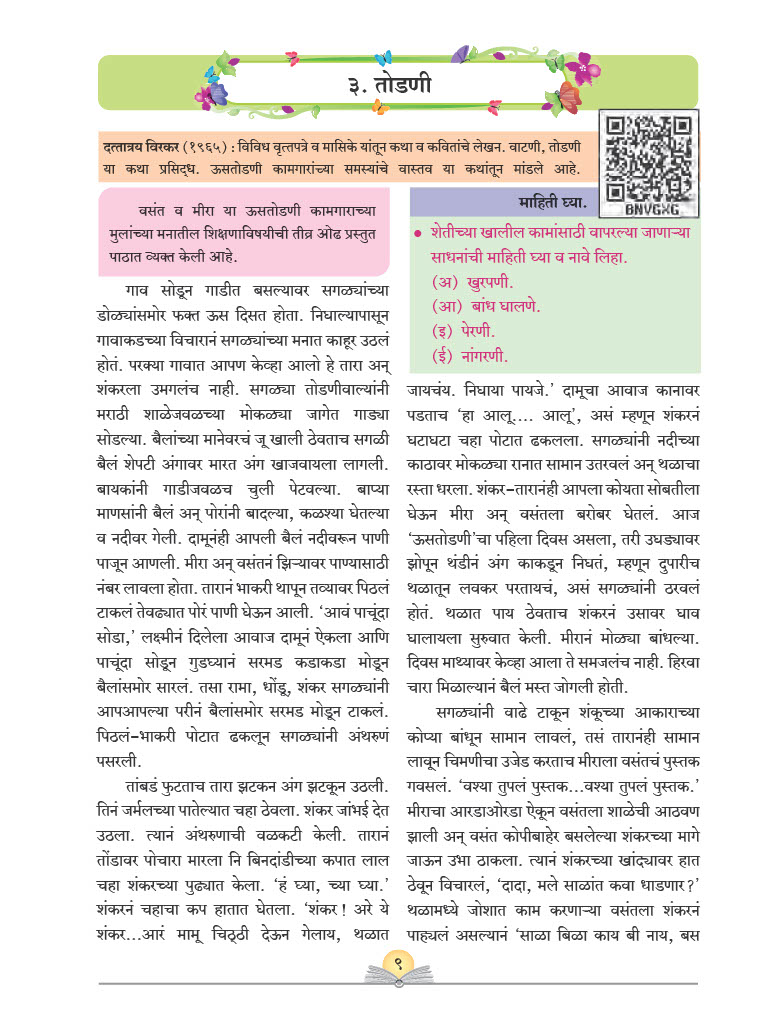 ३. तोडणी
दत्तात्रय विरकर (१९६५) : विविध वृत्तपत्रे व मासिके यांतून कथा व कवितांचे लेखन. वाटणी, तोडणी
या कथा प्रसिद्ध. ऊसतोडणी कामगारांच्या समस्यांचे वास्तव या कथांतून मांडले आहे.
BNVGXG
वसंत व मीरा या ऊसतोडणी कामगाराच्या
मुलांच्या मनातील शिक्षणाविषयीची तीव्र ओढ प्रस्तुत
पाठात व्यक्त केली आहे.
गाव सोडून गाडीत बसल्यावर सगळ्यांच्या
डोळ्यांसमोर फक्त ऊस दिसत होता. निघाल्यापासून
गावाकडच्या विचारानं सगळ्यांच्या मनात काहूर उठलं
होतं. परक्या गावात आपण केव्हा आलो हे तारा अन्
शंकरला उमगलंच नाही. सगळ्या तोडणीवाल्यांनी
मराठी शाळेजवळच्या मोकळ्या जागेत गाड्या
सोडल्या. बैलांच्या मानेवरचं जू खाली ठेवताच सगळी
बैलं शेपटी अंगावर मारत अंग खाजवायला लागली.
बायकांनी गाडीजवळच चुली पेटवल्या. बाप्या
माणसांनी बैलं अन् पोरांनी बादल्या, कळश्या घेतल्या
व नदीवर गेली. दामूनंही आपली बैलं नदीवरून पाणी
पाजून आणली. मीरा अन् वसंतनं झिऱ्यावर पाण्यासाठी
नंबर लावला होता. तारानं भाकरी थापून तव्यावर पिठलं
टाकलं तेवढ्यात पोरं पाणी घेऊन आली. ‘आवं पाचूंदा
सोडा,’ लक्ष्मीनं दिलेला आवाज दामूनं ऐकला आणि
पाचूंदा सोडून गुडघ्यानं सरमड कडाकडा मोडून
बैलांसमोर सारलं. तसा रामा, धोंडू, शंकर सगळ्यांनी
आपआपल्या परीनं बैलांसमोर सरमड मोडून टाकलं.
पिठलं-भाकरी पोटात ढकलून सगळ्यांनी अंथरुणं
पसरली.
तांबडं फुटताच तारा झटकन अंग झटकून उठली.
तिनं जर्मलच्या पातेल्यात चहा ठेवला. शंकर जांभई देत
उठला. त्यानं अंथरुणाची वळकटी केली. तारानं
तोंडावर पोचारा मारला नि बिनदांडीच्या कपात लाल
चहा शंकरच्या पुढ्यात केला. ‘हं घ्या, च्या घ्या.’
शंकरनं चहाचा कप हातात घेतला. ‘शंकर! अरे ये
शंकर...आरं मामू चिठ्ठी देऊन गेलाय, थळात
माहिती घ्या.
● शेतीच्या खालील कामांसाठी वापरल्या जाणाऱ्या
साधनांची माहिती घ्या व नावे लिहा.
(अ) खुरपणी.
(आ) बांध घालणे.
(इ) पेरणी.
(ई) नांगरणी.
जायचंय. निघाया पायजे.’ दामूचा आवाज कानावर
पडताच ‘हा आलू.... आलू’, असं म्हणून शंकरनं
घटाघटा चहा पोटात ढकलला. सगळ्यांनी नदीच्या
काठावर मोकळ्या रानात सामान उतरवलं अन् थळाचा
रस्ता धरला. शंकर-तारानंही आपला कोयता सोबतीला
घेऊन मीरा अन् वसंतला बरोबर घेतलं. आज
‘ऊसतोडणी’चा पहिला दिवस असला, तरी उघड्यावर
झोपून थंडीनं अंग काकडून निघतं, म्हणून दुपारीच
थळातून लवकर परतायचं, असं सगळ्यांनी ठरवलं
होतं. थळात पाय ठेवताच शंकरनं उसावर घाव
घालायला सुरुवात केली. मीरानं मोळ्या बांधल्या.
दिवस माथ्यावर केव्हा आला ते समजलंच नाही. हिरवा
चारा मिळाल्यानं बैलं मस्त जोगली होती.
सगळ्यांनी वाढे टाकून शंकूच्या आकाराच्या
कोप्या बांधून सामान लावलं, तसं तारानंही सामान
लावून चिमणीचा उजेड करताच मीराला वसंतचं पुस्तक
गवसलं. ‘वश्या तुपलं पुस्तक...वश्या तुपलं पुस्तक.’
मीराचा आरडाओरडा ऐकून वसंतला शाळेची आठवण
झाली अन् वसंत कोपीबाहेर बसलेल्या शंकरच्या मागे
जाऊन उभा ठाकला. त्यानं शंकरच्या खांद्यावर हात
ठेवून विचारलं, ‘दादा, मले साळांत कवा धाडणार?’
थळामध्ये जोशात काम करणाऱ्या वसंतला शंकरनं
पाह्यलं असल्यानं ‘साळा बिळा काय बी नाय, बस
९